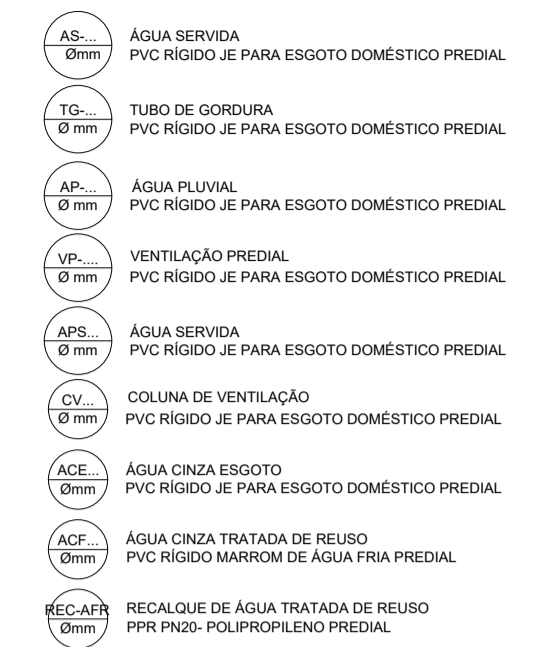 AS-...
Ømm
ÁGUA SERVIDA
PVC RÍGIDO JE PARA ESGOTO DOMÉSTICO PREDIAL
TG-...
Ø mm
TUBO DE GORDURA
PVC RÍGIDO JE PARA ESGOTO DOMÉSTICO PREDIAL
AP-...
Ø mm
ÁGUA PLUVIAL
PVC RÍGIDO JE PARA ESGOTO DOMÉSTICO PREDIAL
VP-....
Ø mm
VENTILAÇÃO PREDIAL
PVC RÍGIDO JE PARA ESGOTO DOMÉSTICO PREDIAL
APS...
Ø mm
ÁGUA SERVIDA
PVC RÍGIDO JE PARA ESGOTO DOMÉSTICO PREDIAL
CV...
Ø mm
COLUNA DE VENTILAÇÃO
PVC RÍGIDO JE PARA ESGOTO DOMÉSTICO PREDIAL
ACE...
Ømm
ÁGUA CINZA ESGOTO
PVC RÍGIDO JE PARA ESGOTO DOMÉSTICO PREDIAL
ACF...
Ømm
ÁGUA CINZA TRATADA DE REUSO
PVC RÍGIDO MARROM DE ÁGUA FRIA PREDIAL
REC-AFR
Ømm
RECALQUE DE ÁGUA TRATADA DE REUSO
PPR PN20- POLIPROPILENO PREDIAL